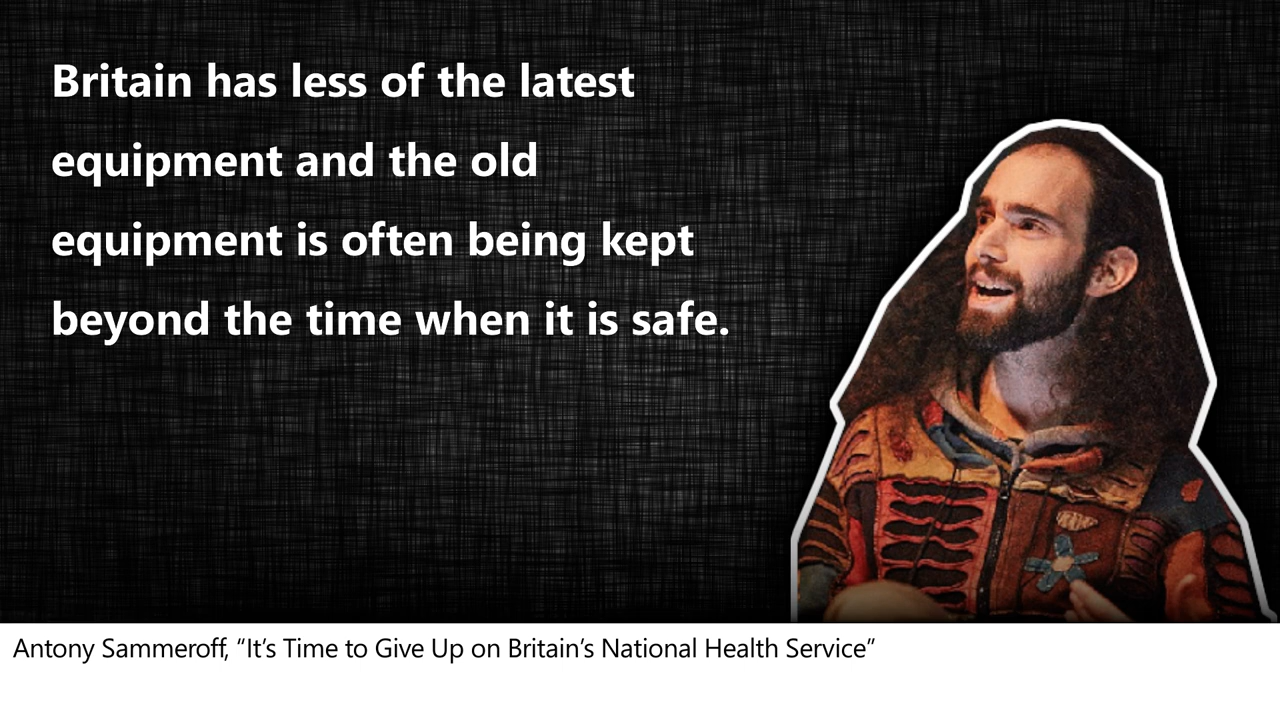 Britain has less of the latest
equipment and the old
equipment is often being kept
beyond the time when it is safe.
Antony Sammeroff, “It’s Time to Give Up on Britain’s National Health Service”